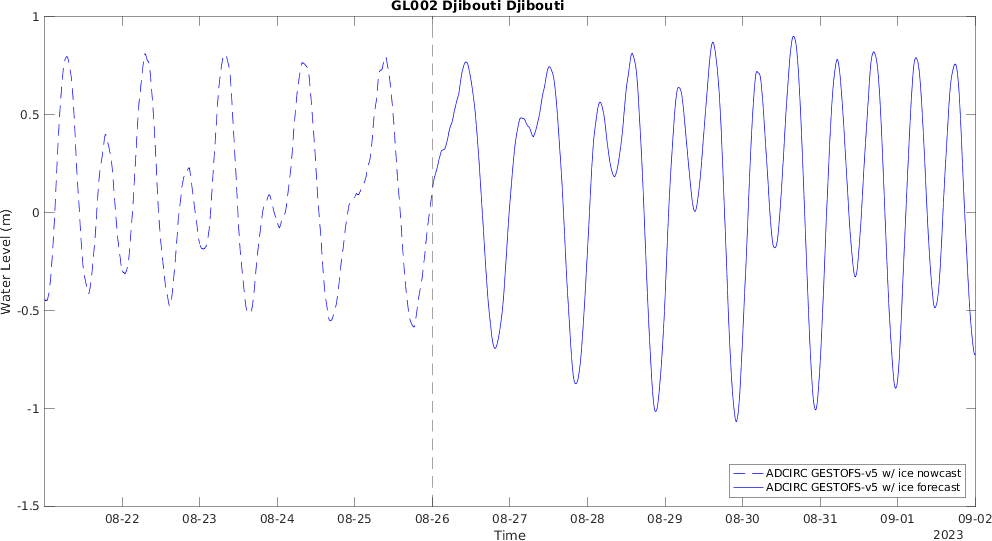 GL002 Djibouti Djibouti
1
0.5
0
-0.5
-1
-1.5
Water Level (m)
ADCIRC GESTOFS-v5 w/ ice nowcast
ADCIRC GESTOFS-v5 w/ ice forecast
08-22 08-23 08-24 08-25 08-26 08-27 08-28 08-29 08-30 08-31 09-01 09-02
Time
2023